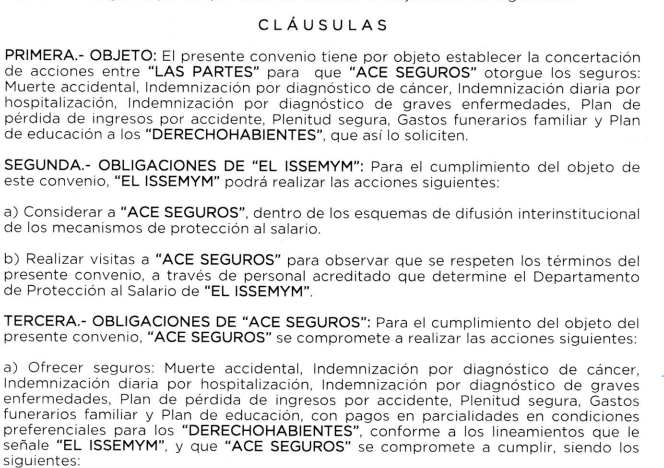 CLÁUSULAS
PRIMERA.- OBJETO: El presente convenio tiene por objeto establecer la concertación
de acciones entre “LAS PARTES” para que “ACE SEGUROS” otorgue los seguros:
Muerte accidental, Indemnización por diagnóstico de cáncer, Indemnización diaria por
hospitalización, Indemnización por diagnóstico de graves enfermedades, Plan de
pérdida de ingresos por accidente, Plenitud segura, Gastos funerarios familiar y Plan
de educación a los “DERECHOHABIENTES”, que así lo soliciten.
SEGUNDA.- OBLIGACIONES DE “EL ISSEMYM”: Para el cumplimiento del objeto de
este convenio, “EL ISSEMYM” podrá realizar las acciones siguientes:
a) Considerar a “ACE SEGUROS”, dentro de los esquemas de difusión interinstitucional
de los mecanismos de protección al salario.
b) Realizar visitas a “ACE SEGUROS” para observar que se respeten los términos del
presente convenio, a través de personal acreditado que determine el Departamento
de Protección al Salario de “EL ISSEMYM”.
TERCERA.- OBLIGACIONES DE “ACE SEGUROS”: Para el cumplimiento del objeto del
presente convenio, “ACE SEGUROS” se compromete a realizar las acciones siguientes:
a) Ofrecer seguros: Muerte accidental, Indemnización por diagnóstico de cáncer,
Indemnización diaria por hospitalización, Indemnización por diagnóstico de graves
enfermedades, Plan de pérdida de ingresos por accidente, Plenitud segura, Gastos
funerarios familiar y Plan de educación, con pagos en parcialidades en condiciones
preferenciales para los “DERECHOHABIENTES”, conforme a los lineamientos que le
señale “EL ISSEMYM”, y que “ACE SEGUROS” se compromete a cumplir, siendo los
siguientes: